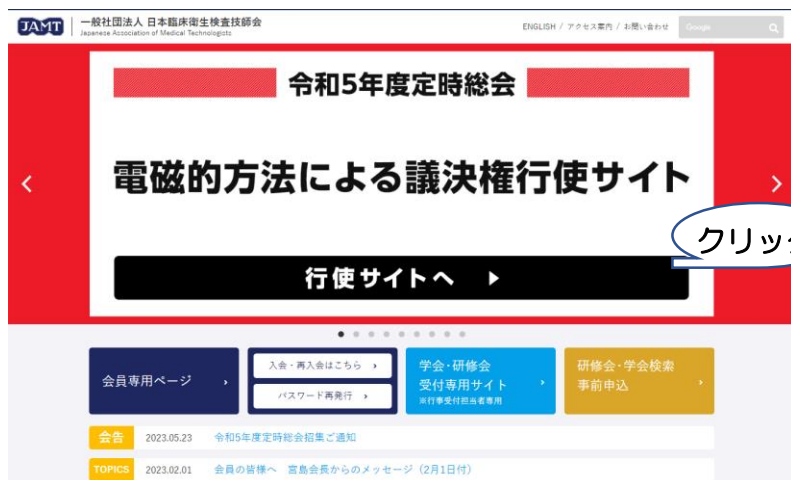 JAMT
一般社団法人 日本臨床衛生検査技師会
Japanese Association of Medical Technologists
ENGLISH / アクセス案内 / お問い合わせ
Google
令和5年度定時総会
電磁的方法による議決権行使サイト
クリッ
行使サイトへ
会員専用ページ
入会・再入会はこちら
パスワード再発行
学会・研修会
受付専用サイト
※行事受付担当者専用
研修会・学会検索
事前申込
会告 2023.05.23 令和5年度定時総会招集ご通知
TOPICS 2023.02.01 会員の皆様へ 宮島会長からのメッセージ（2月1日付）